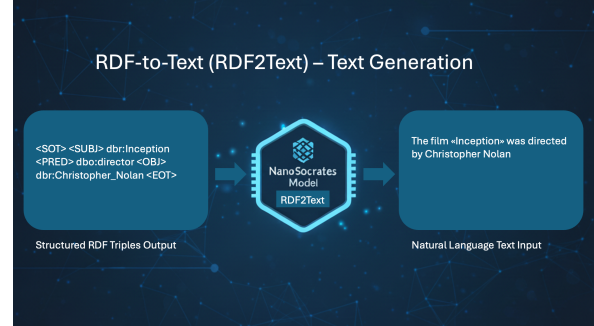 RDF-to-Text (RDF2Text) – Text Generation
<SOT> <SUBJ> dbr:Inception
<PRED> dbo:director <OBJ>
dbr:Christopher_Nolan <EOT>
NanoSocrates
Model
RDF2Text
The film «Inception» was directed
by Christopher Nolan
Structured RDF Triples Output
Natural Language Text Input